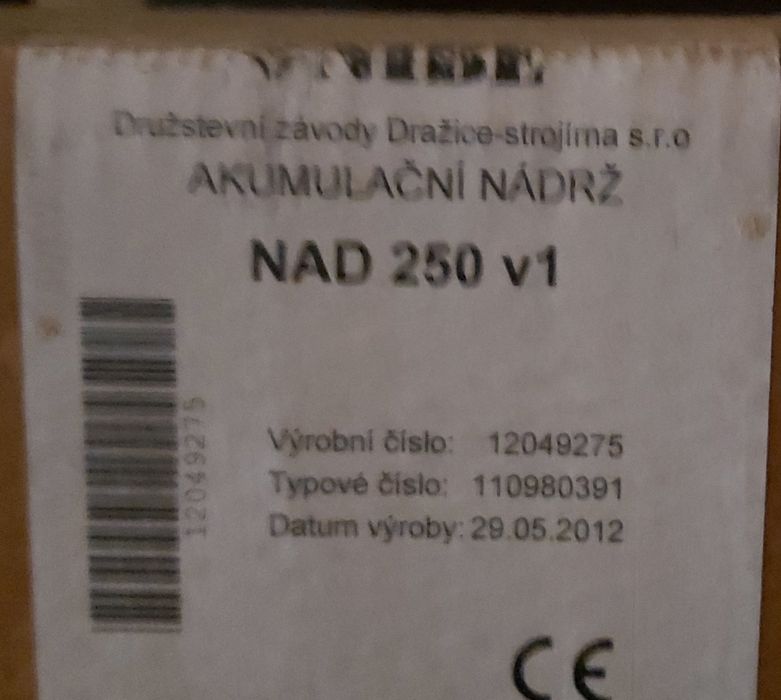 Družstevní závody Dražice-strojírna s.r.o
AKUMULAČNÍ NÁDRŽ
NAD 250 v1
12049275
Výrobní číslo: 12049275
Typové číslo: 110980391
Datum výroby: 29.05.2012
CE